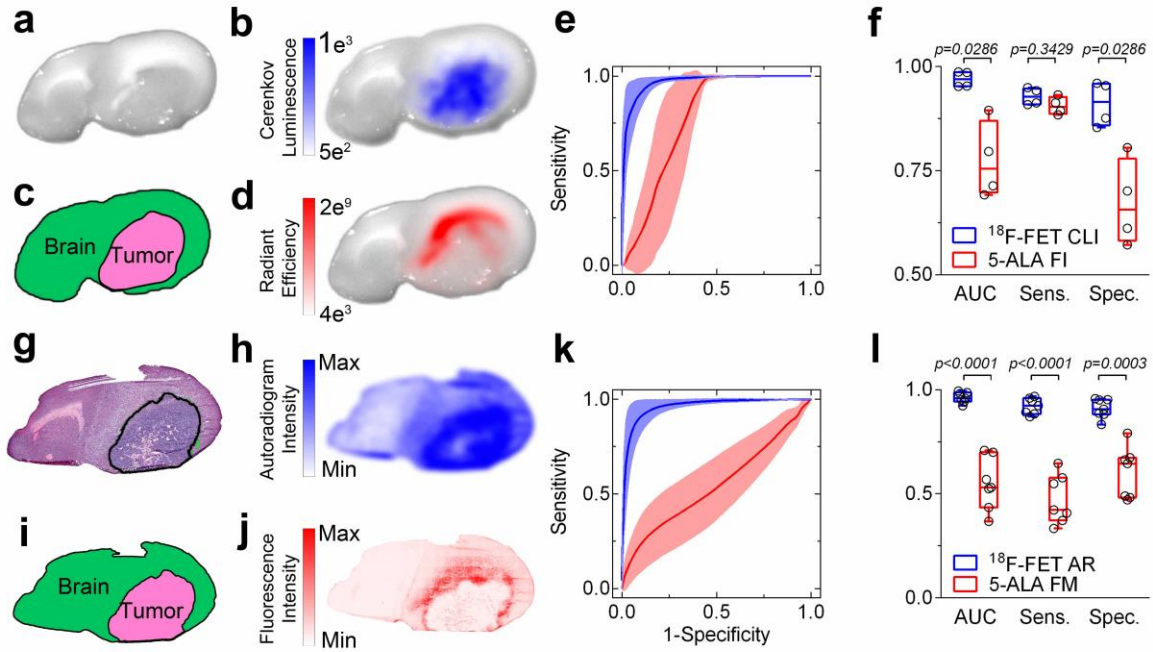 a
b
Cerenkov
Luminescence
1e³
5e²
c
Brain
Tumor
d
Radiant
Efficiency
2e⁹
4e³
e
Sensitivity
1.0
0.5
0.0
0.0 0.5 1.0
f
p=0.0286 p=0.3429 p=0.0286
1.00
0.75
0.50
¹⁸F-FET CLI
5-ALA FI
AUC Sens. Spec.
g
h
Autoradiogram
Intensity
Max
Min
i
Brain
Tumor
j
Fluorescence
Intensity
Max
Min
k
Sensitivity
1.0
0.5
0.0
0.0 0.5 1.0
1-Specificity
l
p<0.0001 p<0.0001 p=0.0003
1.0
0.5
0.0
¹⁸F-FET AR
5-ALA FM
AUC Sens. Spec.